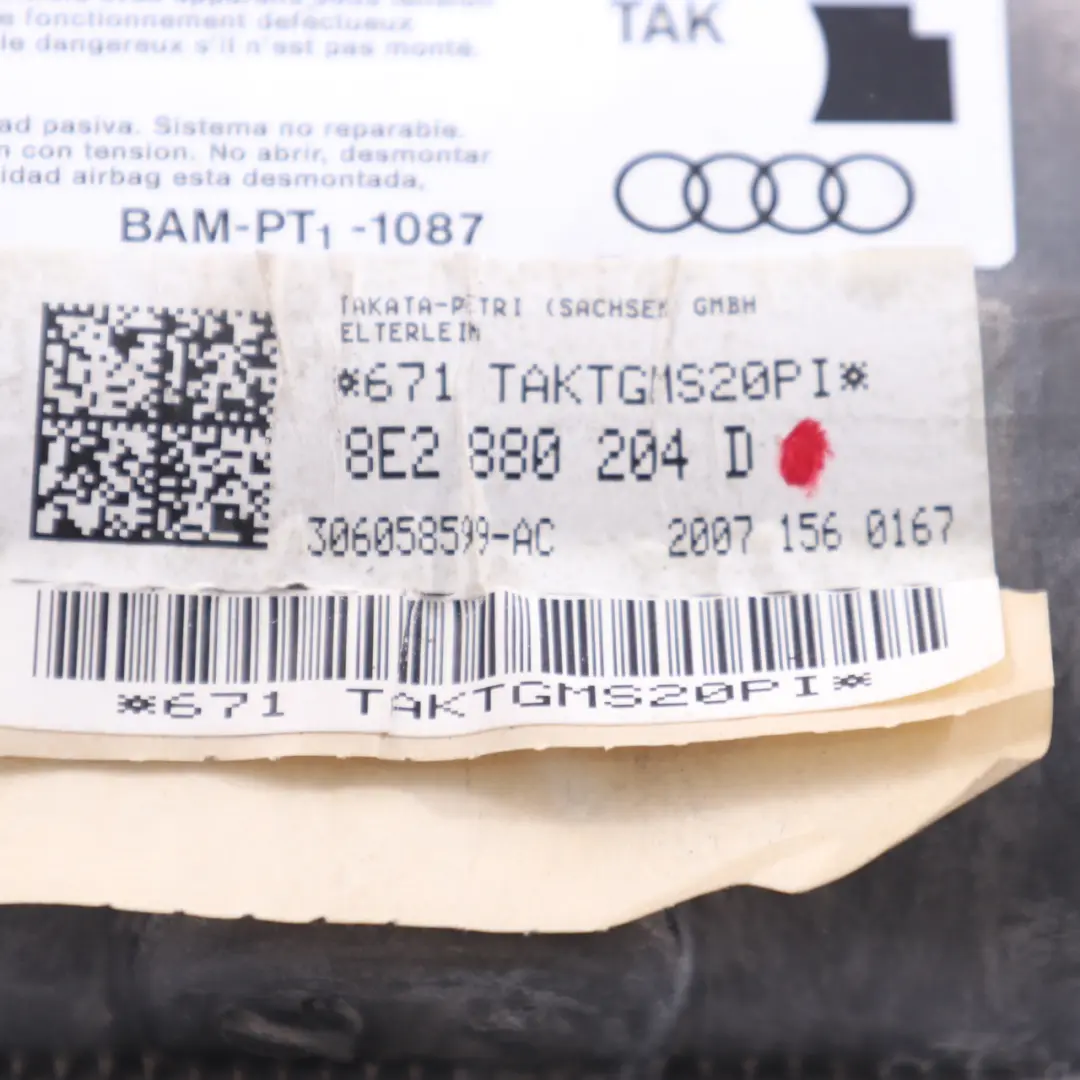 fonctionnement defectueux
le dangereux s'il n'est pas monté.
TAK
ad pasiva. Sistema no reparable.
n con tension. No abrir, desmontar
idad airbag esta desmontada,
BAM-PT1 -1087
TAKATA-PETRI (SACHSEN) GMBH
ELTERLEIN
*671 TAKTGMS20PI*
8E2 880 204 D
306058599-AC 2007 156 0167
*671 TAKTGMS20PI*